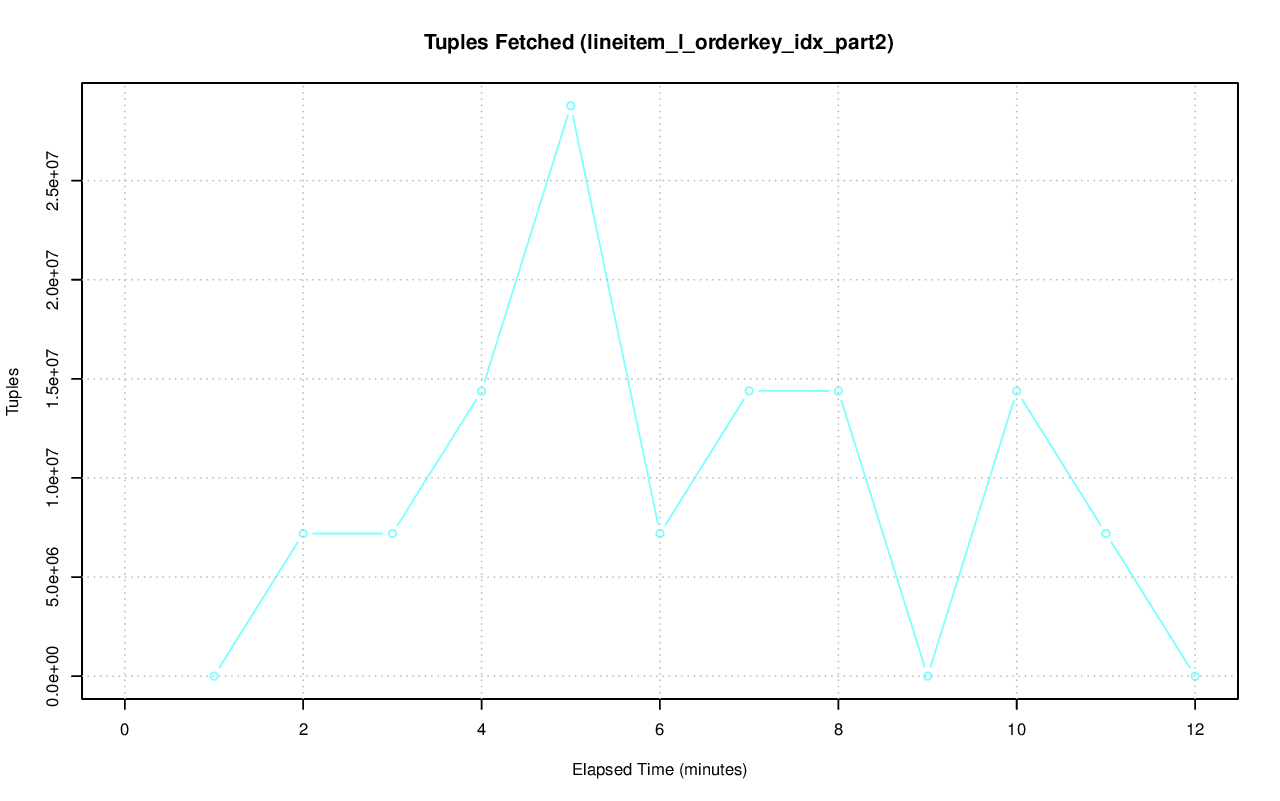 Tuples Fetched (lineitem_l_orderkey_idx_part2)
Tuples
2.5e+07
2.0e+07
1.5e+07
1.0e+07
5.0e+06
0.0e+00
0 2 4 6 8 10 12
Elapsed Time (minutes)